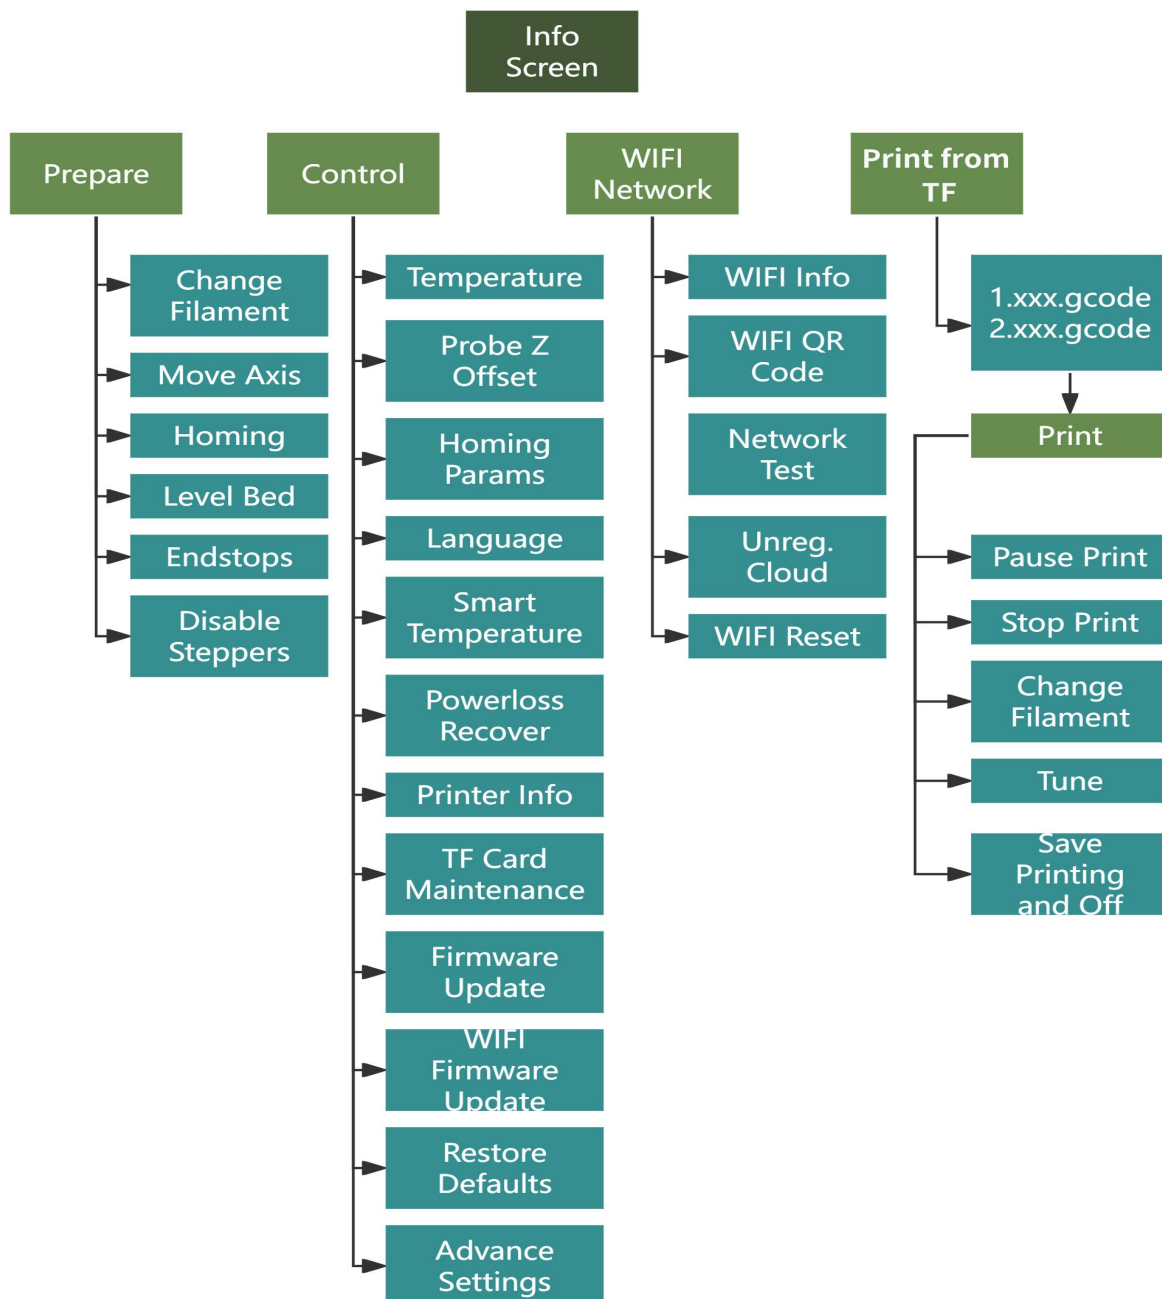 Info
Screen
Prepare
Change
Filament
Move Axis
Homing
Level Bed
Endstops
Disable
Steppers
Control
Temperature
Probe Z
Offset
Homing
Params
Language
Smart
Temperature
Powerloss
Recover
Printer Info
TF Card
Maintenance
Firmware
Update
WIFI
Firmware
Update
Restore
Defaults
Advance
Settings
WIFI
Network
WIFI Info
WIFI QR
Code
Network
Test
Unreg.
Cloud
WIFI Reset
Print from
TF
1.xxx.gcode
2.xxx.gcode
Print
Pause Print
Stop Print
Change
Filament
Tune
Save
Printing
and Off